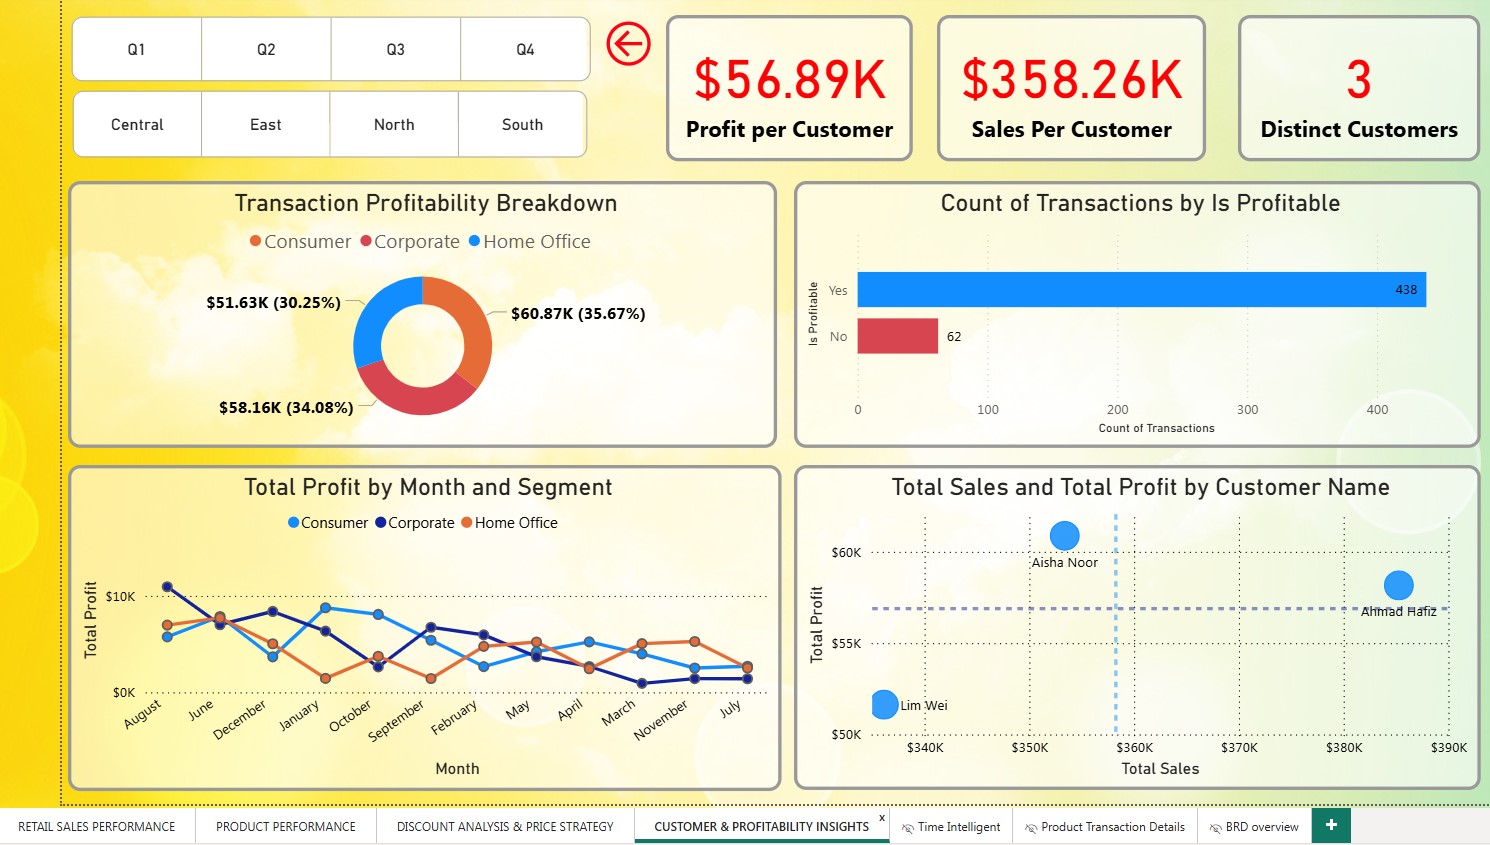 Q1 Q2 Q3 Q4
Central East North South
$56.89K
Profit per Customer
$358.26K
Sales Per Customer
3
Distinct Customers
Transaction Profitability Breakdown
Consumer Corporate Home Office
$51.63K (30.25%)
$60.87K (35.67%)
$58.16K (34.08%)
Count of Transactions by Is Profitable
Is Profitable
Yes
438
No
62
0 100 200 300 400
Count of Transactions
Total Profit by Month and Segment
Consumer Corporate Home Office
Total Profit
$10K
$0K
August June December January October September February May April March November July
Month
Total Sales and Total Profit by Customer Name
Total Profit
$60K
Aisha Noor
Ahmad Hafiz
$55K
Lim Wei
$50K
$340K $350K $360K $370K $380K $390K
Total Sales
RETAIL SALES PERFORMANCE PRODUCT PERFORMANCE DISCOUNT ANALYSIS & PRICE STRATEGY CUSTOMER & PROFITABILITY INSIGHTS x Time Intelligent Product Transaction Details BRD overview +